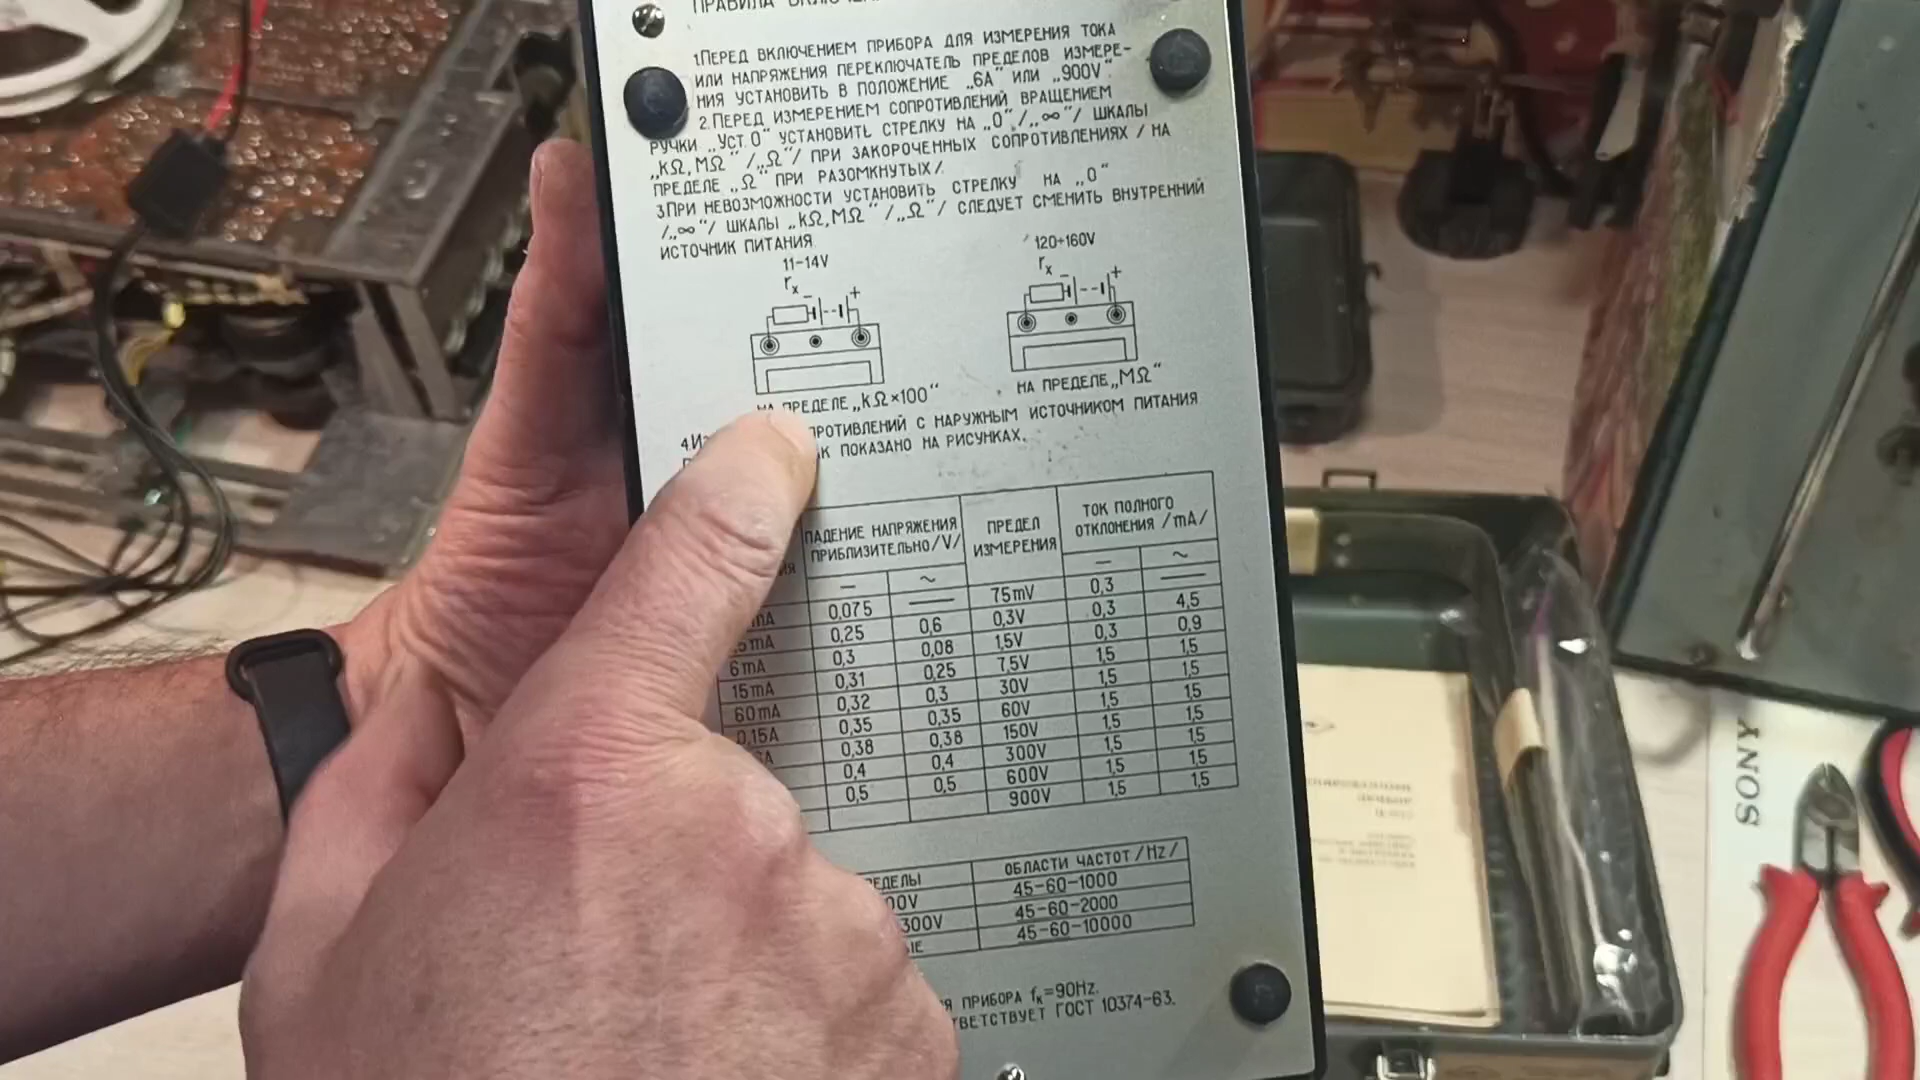 ПРАВИЛА
1.ПЕРЕД ВКЛЮЧЕНИЕМ ПРИБОРА ДЛЯ ИЗМЕРЕНИЯ ТОКА
ИЛИ НАПРЯЖЕНИЯ ПЕРЕКЛЮЧАТЕЛЬ ПРЕДЕЛОВ ИЗМЕРЕ-
НИЯ УСТАНОВИТЬ В ПОЛОЖЕНИЕ „6А“ ИЛИ „900V“.
2.ПЕРЕД ИЗМЕРЕНИЕМ СОПРОТИВЛЕНИЙ ВРАЩЕНИЕМ
РУЧКИ „УСТ.0“ УСТАНОВИТЬ СТРЕЛКУ НА „0“/„∞“/ ШКАЛЫ
„kΩ,MΩ“/„Ω“/ ПРИ ЗАКОРОЧЕННЫХ СОПРОТИВЛЕНИЯХ / НА
ПРЕДЕЛЕ „Ω“ ПРИ РАЗОМКНУТЫХ/.
3.ПРИ НЕВОЗМОЖНОСТИ УСТАНОВИТЬ СТРЕЛКУ НА „0“
/„∞“/ ШКАЛЫ „kΩ,MΩ“/„Ω“/ СЛЕДУЕТ СМЕНИТЬ ВНУТРЕННИЙ
ИСТОЧНИК ПИТАНИЯ.
11-14V 120÷160V
rx - + rx - +
НА ПРЕДЕЛЕ „kΩ×100“ НА ПРЕДЕЛЕ „MΩ“
4 С НАРУЖНЫМ ИСТОЧНИКОМ ПИТАНИЯ
ПОКАЗАНО НА РИСУНКАХ.
ПАДЕНИЕ НАПРЯЖЕНИЯ ПРИБЛИЗИТЕЛЬНО/V/ ПРЕДЕЛ ИЗМЕРЕНИЯ ТОК ПОЛНОГО ОТКЛОНЕНИЯ /mA/
— ~ — ~
0,075 — 75mV 0,3 —
0,25 0,6 0,3V 0,3 4,5
6mA 0,3 0,08 1,5V 0,3 0,9
15mA 0,31 0,25 7,5V 1,5 1,5
60mA 0,32 0,3 30V 1,5 1,5
0,15A 0,35 0,35 60V 1,5 1,5
0,38 0,38 150V 1,5 1,5
0,4 0,4 300V 1,5 1,5
0,5 0,5 600V 1,5 1,5
900V 1,5 1,5
ОБЛАСТИ ЧАСТОТ /Hz/
45-60-1000
300V 45-60-2000
45-60-10000
ПРИБОРА fк=90Hz.
ГОСТ 10374-63.
SONY